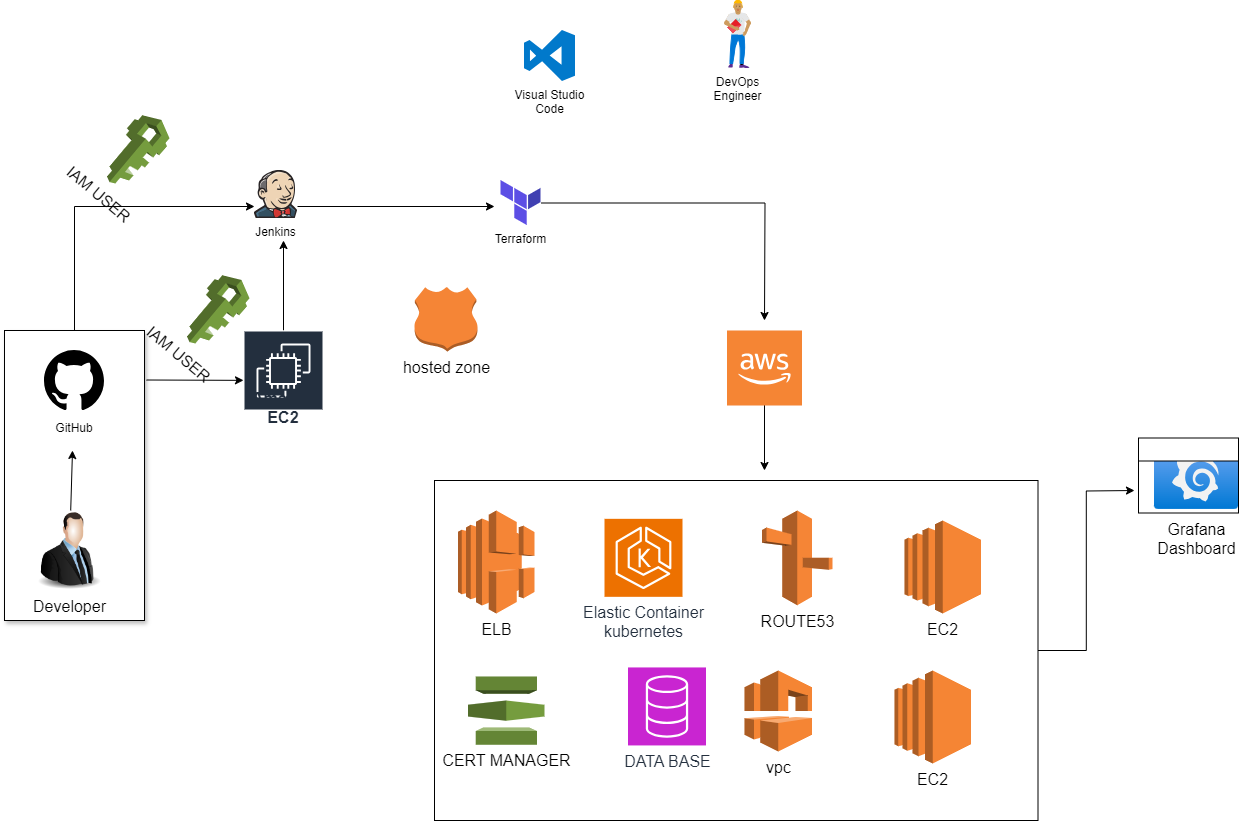 DevOps
Engineer
Visual Studio
Code
IAM USER
Jenkins
Terraform
IAM USER
hosted zone
aws
GitHub
EC2
Developer
Grafana
Dashboard
ELB
K
Elastic Container
kubernetes
ROUTE53
EC2
CERT MANAGER
DATA BASE
vpc
EC2